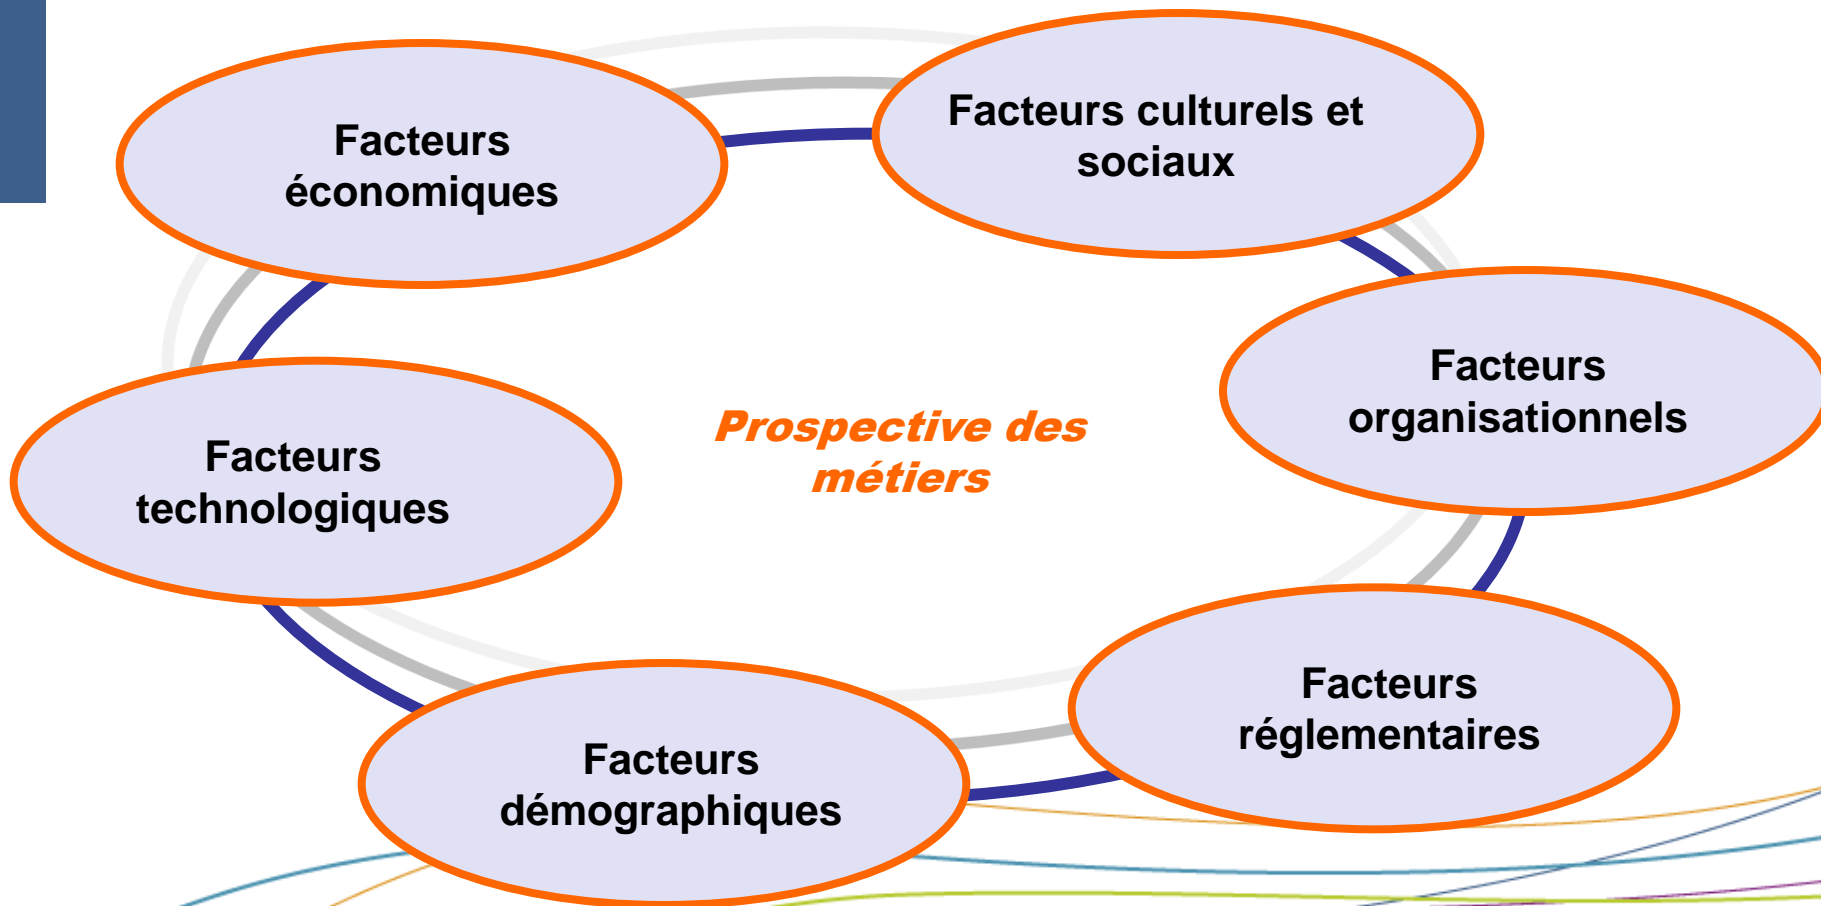 Facteurs
économiques
Facteurs culturels et
sociaux
Facteurs
organisationnels
Prospective des
métiers
Facteurs
technologiques
Facteurs
réglementaires
Facteurs
démographiques